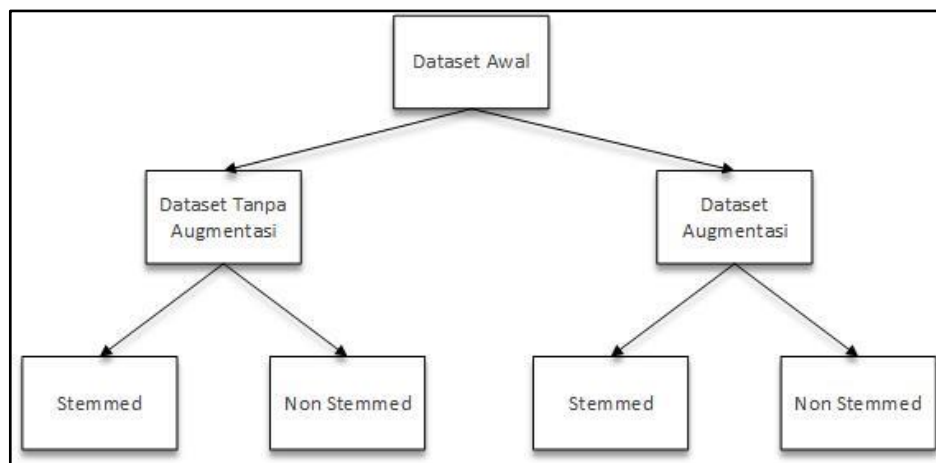 Dataset Awal
Dataset Tanpa
Augmentasi
Dataset
Augmentasi
Stemmed
Non Stemmed
Stemmed
Non Stemmed